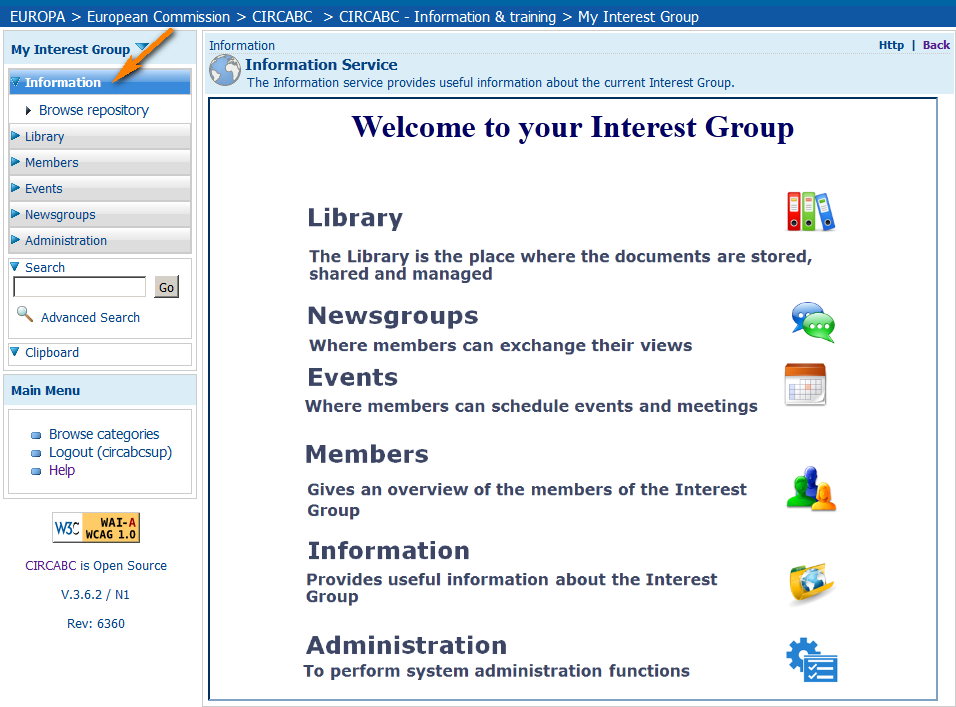 EUROPA > European Commission > CIRCABC > CIRCABC - Information & training > My Interest Group
My Interest Group
Information
Browse repository
Library
Members
Events
Newsgroups
Administration
Search
Go
Advanced Search
Clipboard
Main Menu
Browse categories
Logout (circabcsup)
Help
W3C WAI-A
WCAG 1.0
CIRCABC is Open Source
V.3.6.2 / N1
Rev: 6360
Information
Http | Back
Information Service
The Information service provides useful information about the current Interest Group.
Welcome to your Interest Group
Library
The Library is the place where the documents are stored,
shared and managed
Newsgroups
Where members can exchange their views
Events
Where members can schedule events and meetings
Members
Gives an overview of the members of the Interest
Group
Information
Provides useful information about the Interest
Group
Administration
To perform system administration functions